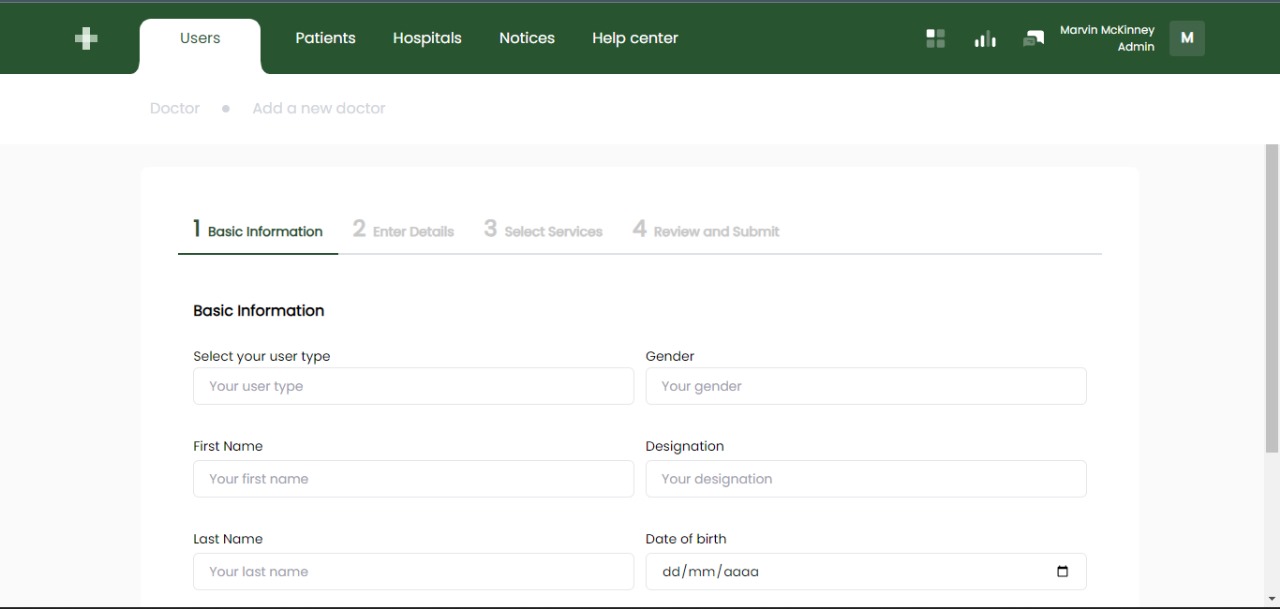 Users Patients Hospitals Notices Help center Marvin McKinney
Admin
M
Doctor • Add a new doctor
1 Basic Information 2 Enter Details 3 Select Services 4 Review and Submit
Basic Information
Select your user type Gender
Your user type Your gender
First Name Designation
Your first name Your designation
Last Name Date of birth
Your last name dd/mm/aaaa